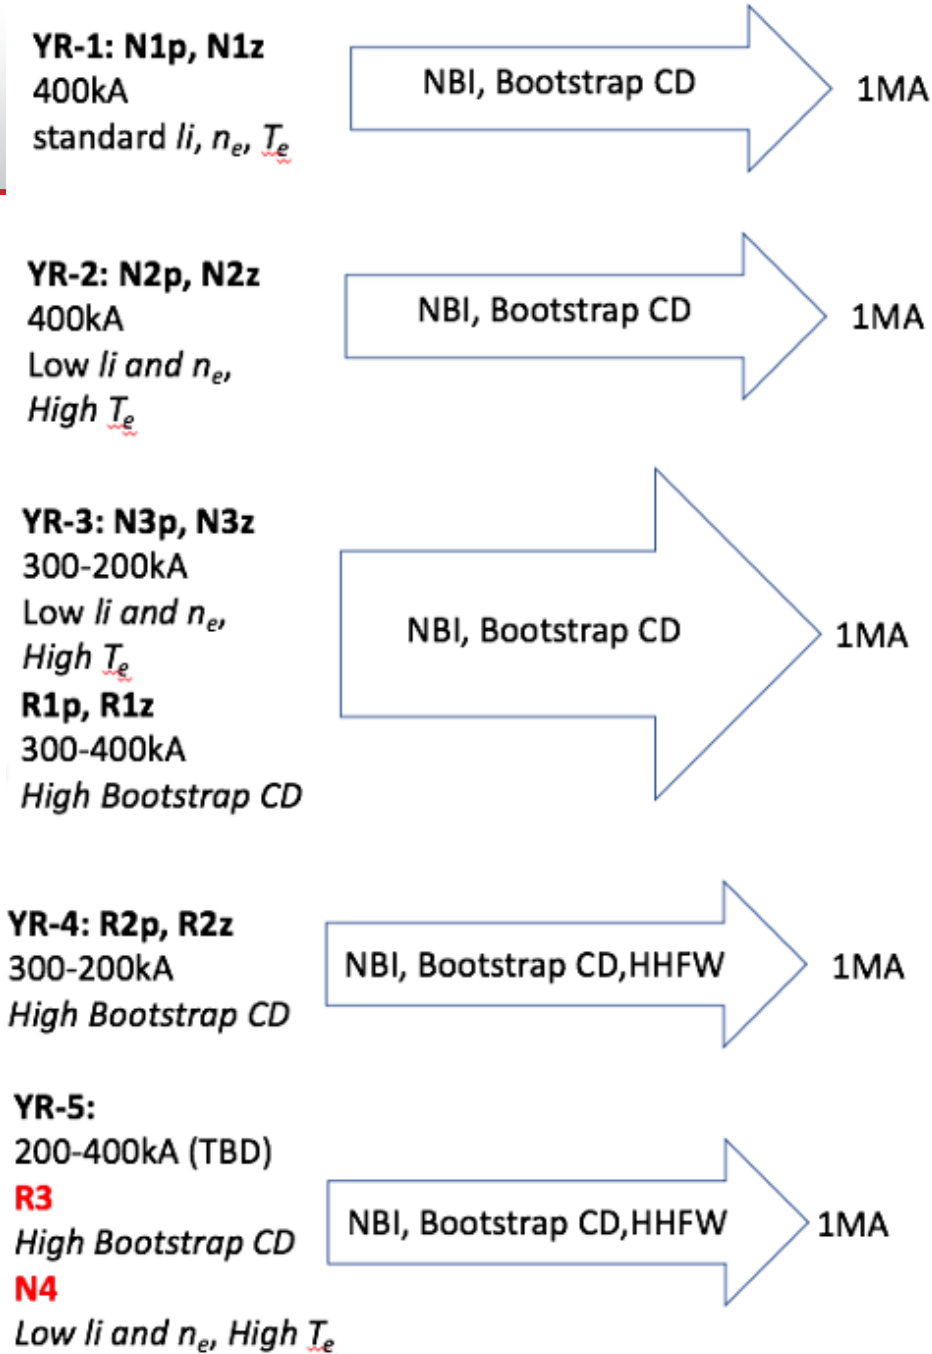 YR-1: N1p, N1z
400kA
standard li, ne, Te
NBI, Bootstrap CD
1MA
YR-2: N2p, N2z
400kA
Low li and ne,
High Te
NBI, Bootstrap CD
1MA
YR-3: N3p, N3z
300-200kA
Low li and ne,
High Te
R1p, R1z
300-400kA
High Bootstrap CD
NBI, Bootstrap CD
1MA
YR-4: R2p, R2z
300-200kA
High Bootstrap CD
NBI, Bootstrap CD,HHFW
1MA
YR-5:
200-400kA (TBD)
R3
High Bootstrap CD
N4
Low li and ne, High Te
NBI, Bootstrap CD,HHFW
1MA